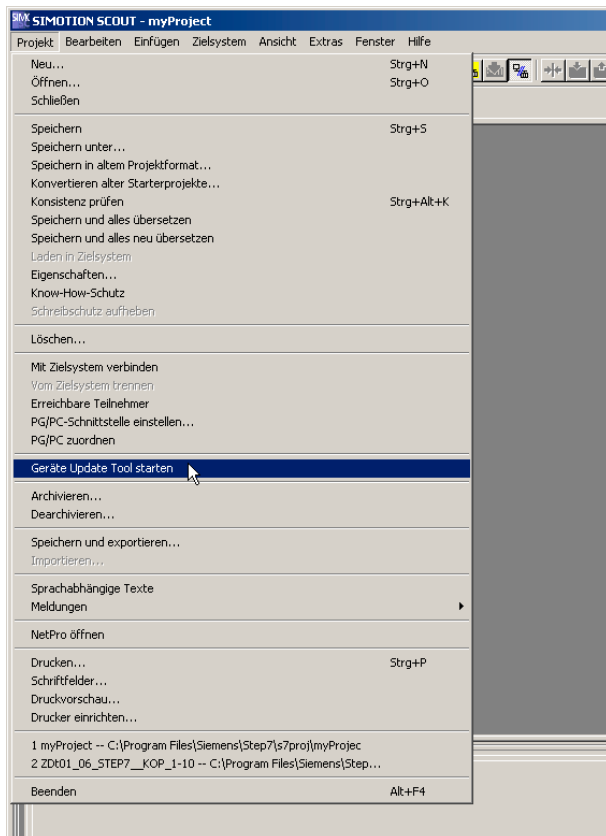 SIMOTION SCOUT - myProject
Projekt Bearbeiten Einfügen Zielsystem Ansicht Extras Fenster Hilfe
Neu... Strg+N
Öffnen... Strg+O
Schließen
Speichern Strg+S
Speichern unter...
Speichern in altem Projektformat...
Konvertieren alter Starterprojekte...
Konsistenz prüfen Strg+Alt+K
Speichern und alles übersetzen
Speichern und alles neu übersetzen
Laden in Zielsystem
Eigenschaften...
Know-How-Schutz
Schreibschutz aufheben
Löschen...
Mit Zielsystem verbinden
Vom Zielsystem trennen
Erreichbare Teilnehmer
PG/PC-Schnittstelle einstellen...
PG/PC zuordnen
Geräte Update Tool starten
Archivieren...
Dearchivieren...
Speichern und exportieren...
Importieren...
Sprachabhängige Texte
Meldungen
NetPro öffnen
Drucken... Strg+P
Schriftfelder...
Druckvorschau...
Drucker einrichten...
1 myProject -- C:\Program Files\Siemens\Step7\s7proj\myProjec
2 ZDt01_06_STEP7__KOP_1-10 -- C:\Program Files\Siemens\Step...
Beenden Alt+F4